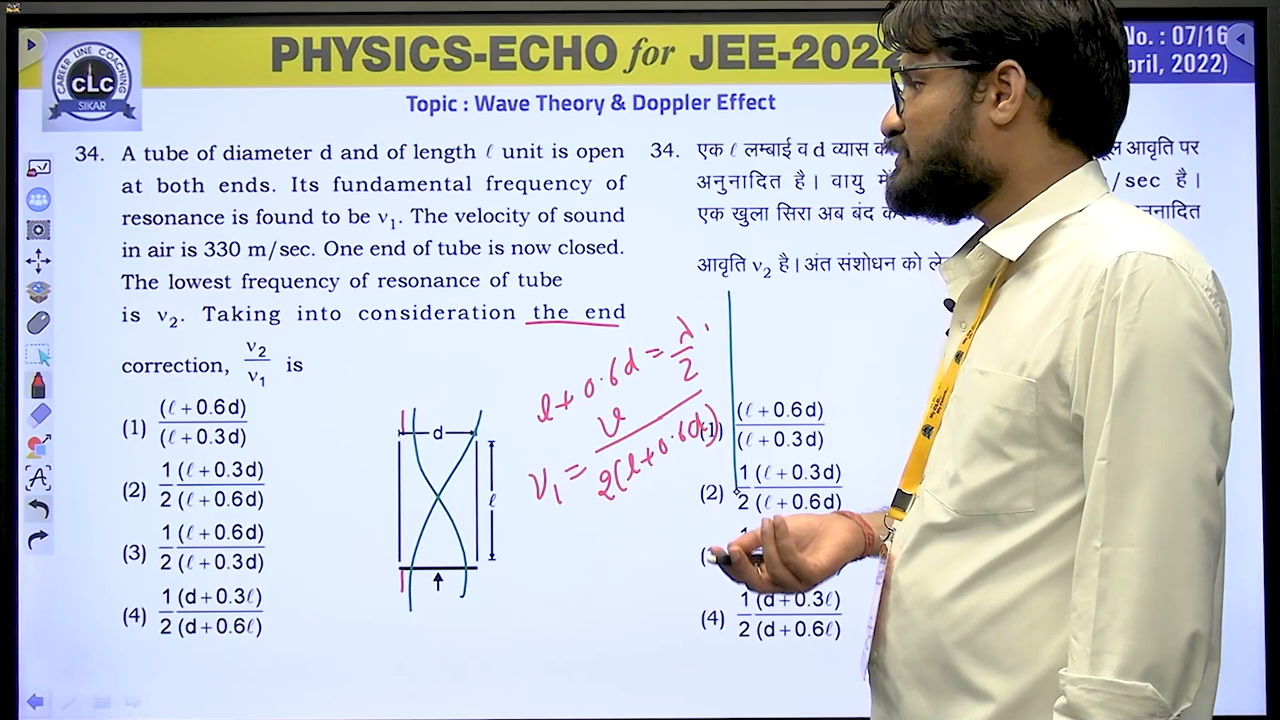 PHYSICS-ECHO for JEE-2022
No. : 07/16
pril, 2022)
CAREER LINE COACHING
CLC
SIKAR
Topic : Wave Theory & Doppler Effect
34. A tube of diameter d and of length ℓ unit is open
at both ends. Its fundamental frequency of
resonance is found to be ν₁. The velocity of sound
in air is 330 m/sec. One end of tube is now closed.
The lowest frequency of resonance of tube
is ν₂. Taking into consideration the end
correction, ν₂/ν₁ is
(1) (ℓ+0.6d)/(ℓ+0.3d)
(2) 1/2 (ℓ+0.3d)/(ℓ+0.6d)
(3) 1/2 (ℓ+0.6d)/(ℓ+0.3d)
(4) 1/2 (d+0.3ℓ)/(d+0.6ℓ)
d
ℓ
ℓ+0.6d = λ/2
ν₁ = v/2(ℓ+0.6d)
34. एक ℓ लम्बाई व d व्यास
आवृति पर
अनुनादित है। वायु
/sec है।
एक खुला सिरा अब बंद
आवृति ν₂ है। अंत संशोधन को
(1) (ℓ+0.6d)/(ℓ+0.3d)
(2) 1/2 (ℓ+0.3d)/(ℓ+0.6d)
(4) 1/2 (d+0.3ℓ)/(d+0.6ℓ)